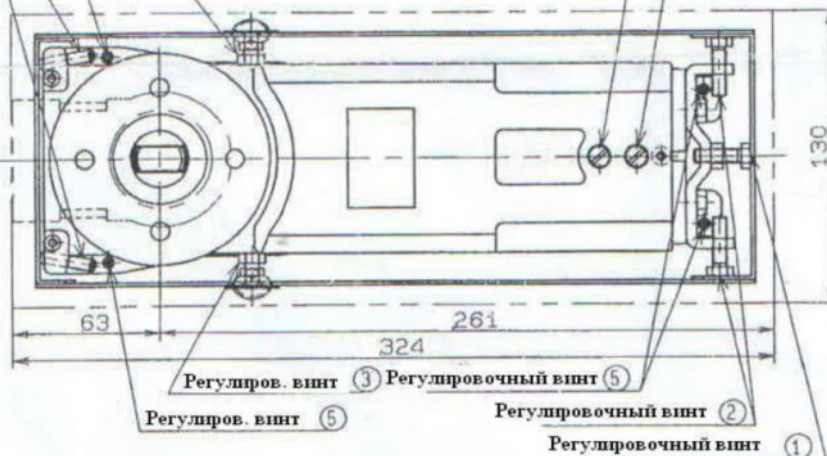 130
63
261
324
Регулиров. винт ③ Регулировочный винт ⑤
Регулиров. винт ⑤
Регулировочный винт ②
Регулировочный винт ①